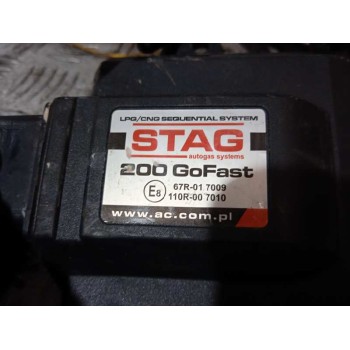 LPG/CNG SEQUENTIAL SYSTEM
STAG
autogas systems
200 GoFast
E8 67R-01 7009
110R-00 7010
www.ac.com.pl